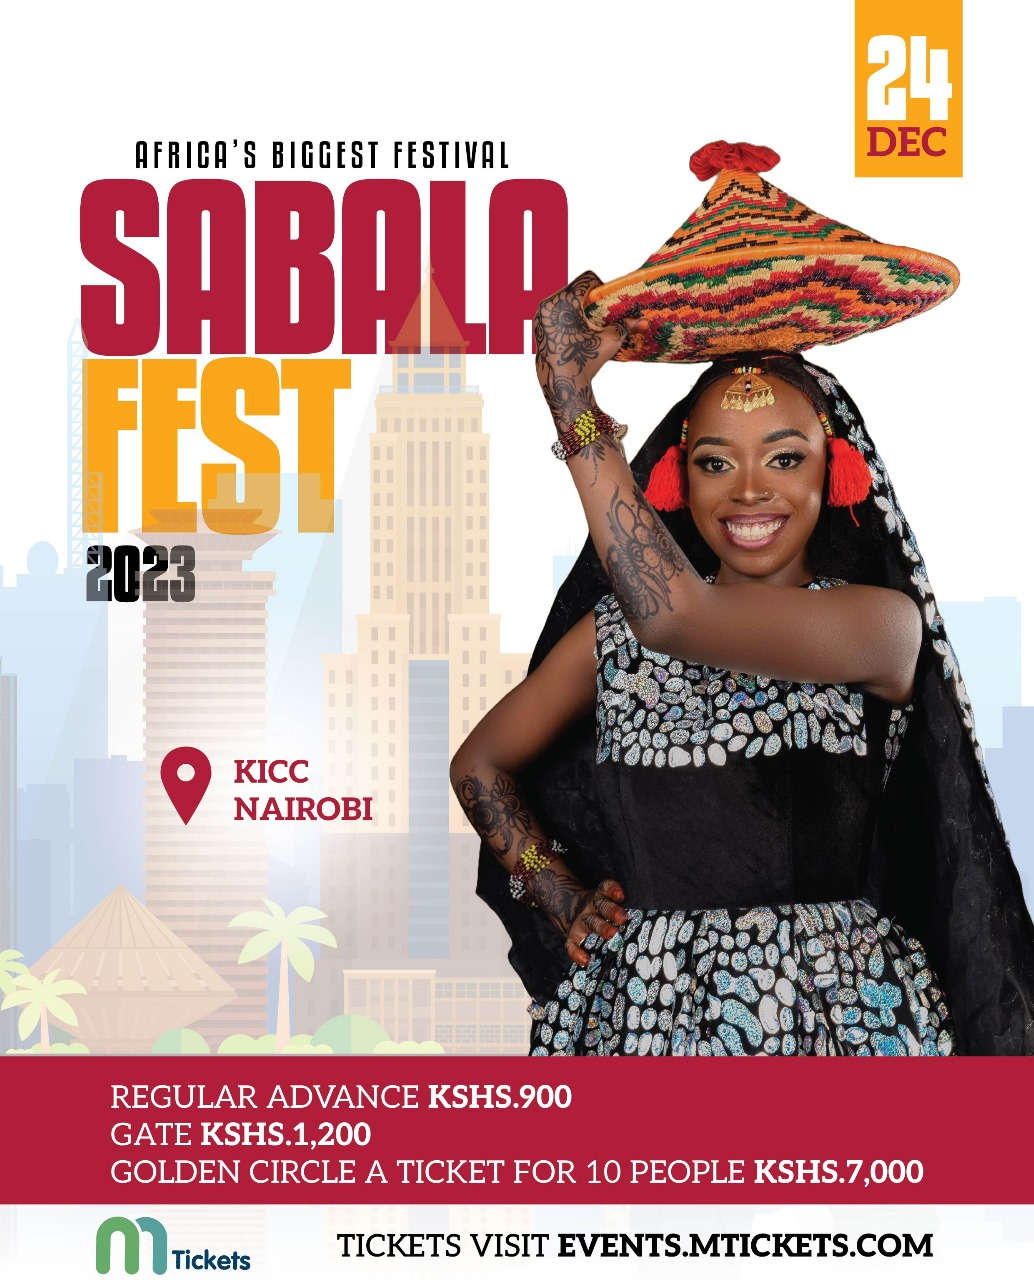 24
DEC
AFRICA'S BIGGEST FESTIVAL
SABALA
FEST
2023
KICC
NAIROBI
REGULAR ADVANCE KSHS.900
GATE KSHS.1,200
GOLDEN CIRCLE A TICKET FOR 10 PEOPLE KSHS.7,000
m Tickets
TICKETS VISIT EVENTS.MTICKETS.COM